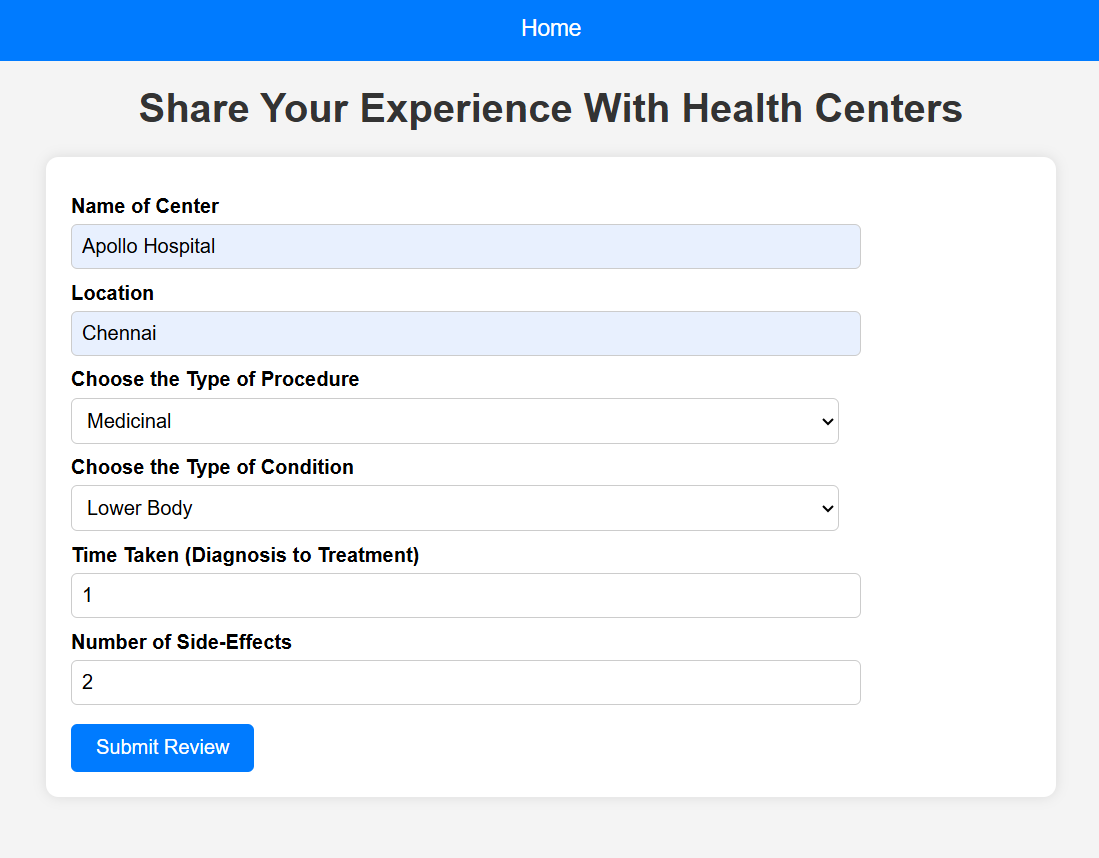 Home
Share Your Experience With Health Centers
Name of Center
Apollo Hospital
Location
Chennai
Choose the Type of Procedure
Medicinal
Choose the Type of Condition
Lower Body
Time Taken (Diagnosis to Treatment)
1
Number of Side-Effects
2
Submit Review